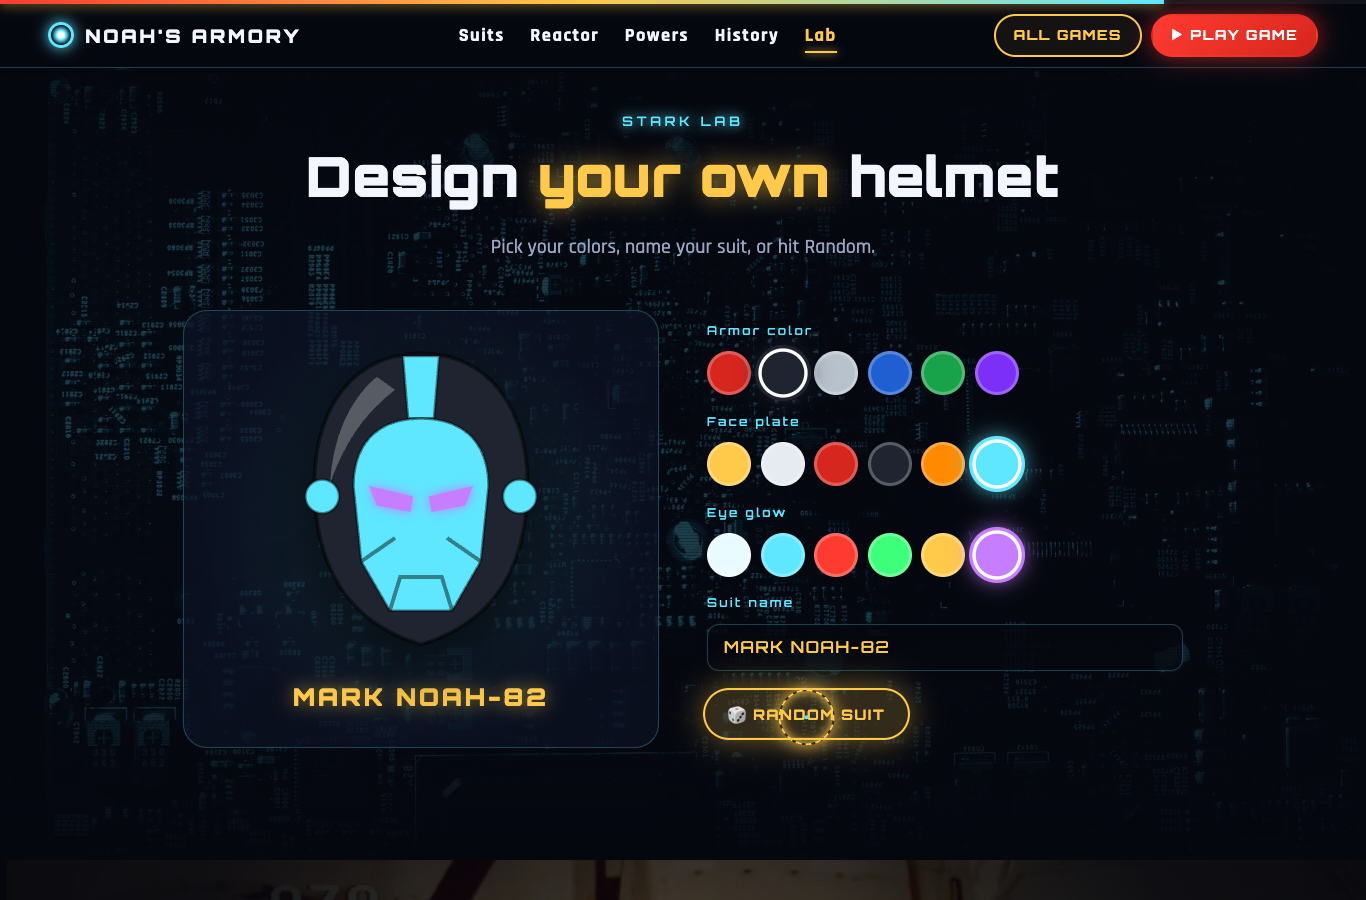 NOAH'S ARMORY
Suits Reactor Powers History Lab
ALL GAMES
▶ PLAY GAME
STARK LAB
Design your own helmet
Pick your colors, name your suit, or hit Random.
Armor color
Face plate
Eye glow
Suit name
MARK NOAH-82
MARK NOAH-82
🎲 RANDOM SUIT